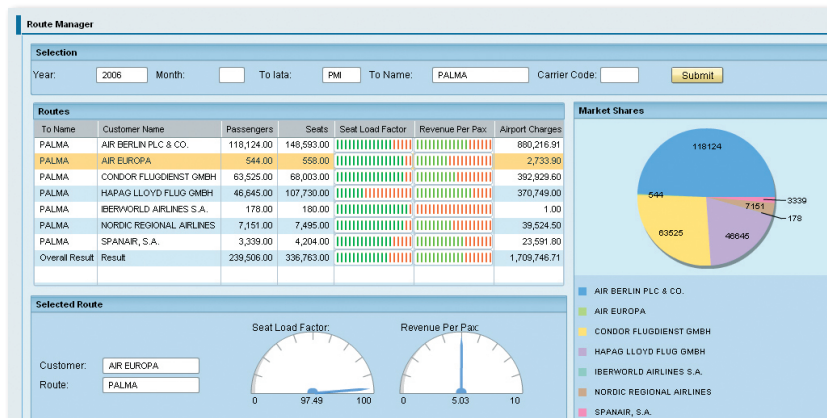 Route Manager
Selection
Year: 2006 Month: To Iata: PMI To Name: PALMA Carrier Code: Submit
Routes
To Name Customer Name Passengers Seats Seat Load Factor Revenue Per Pax Airport Charges
PALMA AIR BERLIN PLC & CO. 118,124.00 148,593.00 880,216.91
PALMA AIR EUROPA 544.00 558.00 2,733.90
PALMA CONDOR FLUGDIENST GMBH 63,525.00 68,003.00 392,929.60
PALMA HAPAG LLOYD FLUG GMBH 46,645.00 107,730.00 370,749.00
PALMA IBERWORLD AIRLINES S.A. 178.00 180.00 1.00
PALMA NORDIC REGIONAL AIRLINES 7,151.00 7,495.00 39,524.50
PALMA SPANAIR, S.A. 3,339.00 4,204.00 23,591.80
Overall Result Result 239,506.00 336,763.00 1,709,746.71
Market Shares
118124
544
3339
7151
178
63525
46645
AIR BERLIN PLC & CO.
AIR EUROPA
CONDOR FLUGDIENST GMBH
HAPAG LLOYD FLUG GMBH
IBERWORLD AIRLINES S.A.
NORDIC REGIONAL AIRLINES
SPANAIR, S.A.
Selected Route
Seat Load Factor: Revenue Per Pax:
Customer: AIR EUROPA
Route: PALMA
0 97.49 100 0 5.03 10